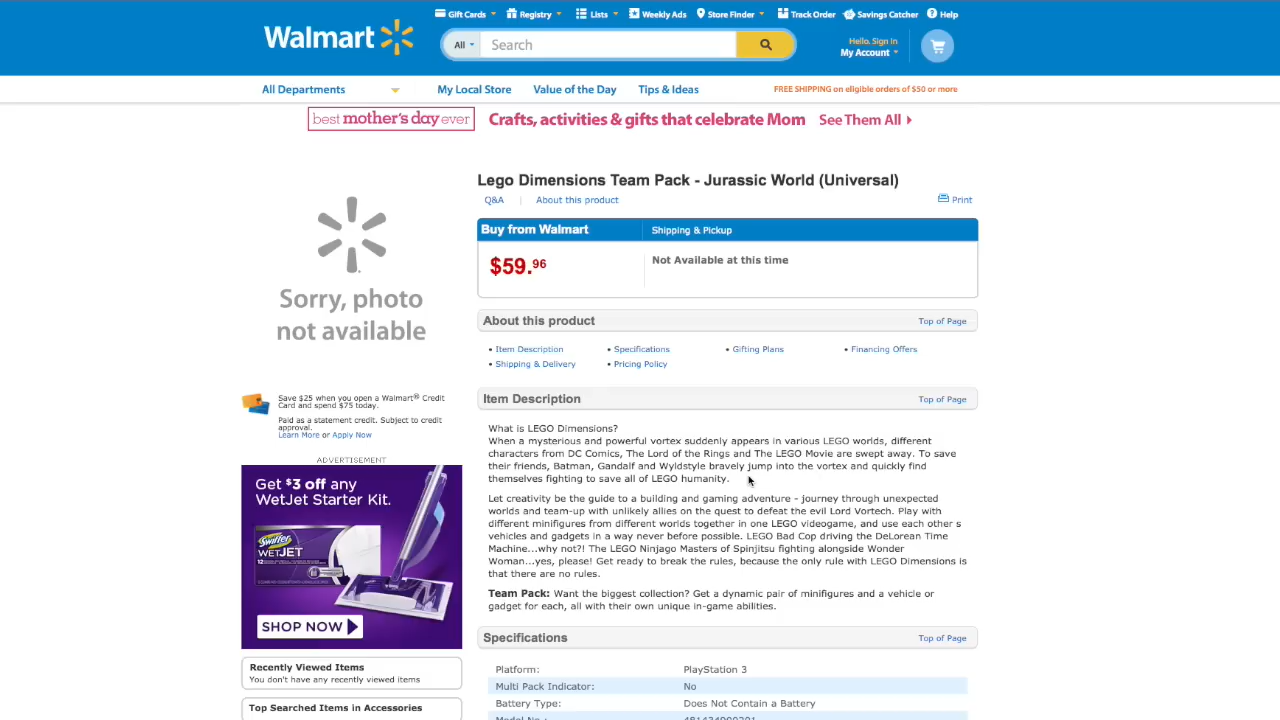 Gift Cards Registry Lists Weekly Ads Store Finder Track Order Savings Catcher Help
Walmart All Search Hello. Sign In
My Account
All Departments My Local Store Value of the Day Tips & Ideas FREE SHIPPING on eligible orders of $50 or more
best mother's day ever Crafts, activities & gifts that celebrate Mom See Them All
Lego Dimensions Team Pack - Jurassic World (Universal)
Q&A | About this product Print
Buy from Walmart Shipping & Pickup
$59.96 Not Available at this time
Sorry, photo
not available
About this product Top of Page
• Item Description • Specifications • Gifting Plans • Financing Offers
• Shipping & Delivery • Pricing Policy
Save $25 when you open a Walmart® Credit
Card and spend $75 today.
Paid as a statement credit. Subject to credit
approval.
Learn More or Apply Now
Item Description Top of Page
What is LEGO Dimensions?
When a mysterious and powerful vortex suddenly appears in various LEGO worlds, different
characters from DC Comics, The Lord of the Rings and The LEGO Movie are swept away. To save
their friends, Batman, Gandalf and Wyldstyle bravely jump into the vortex and quickly find
themselves fighting to save all of LEGO humanity.
Let creativity be the guide to a building and gaming adventure - journey through unexpected
worlds and team-up with unlikely allies on the quest to defeat the evil Lord Vortech. Play with
different minifigures from different worlds together in one LEGO videogame, and use each other s
vehicles and gadgets in a way never before possible. LEGO Bad Cop driving the DeLorean Time
Machine...why not?! The LEGO Ninjago Masters of Spinjitsu fighting alongside Wonder
Woman...yes, please! Get ready to break the rules, because the only rule with LEGO Dimensions is
that there are no rules.
Team Pack: Want the biggest collection? Get a dynamic pair of minifigures and a vehicle or
gadget for each, all with their own unique in-game abilities.
ADVERTISEMENT
Get $3 off any
WetJet Starter Kit.
Swiffer
WETJET
SHOP NOW
Recently Viewed Items
You don't have any recently viewed items
Top Searched Items in Accessories
Specifications Top of Page
Platform: PlayStation 3
Multi Pack Indicator: No
Battery Type: Does Not Contain a Battery